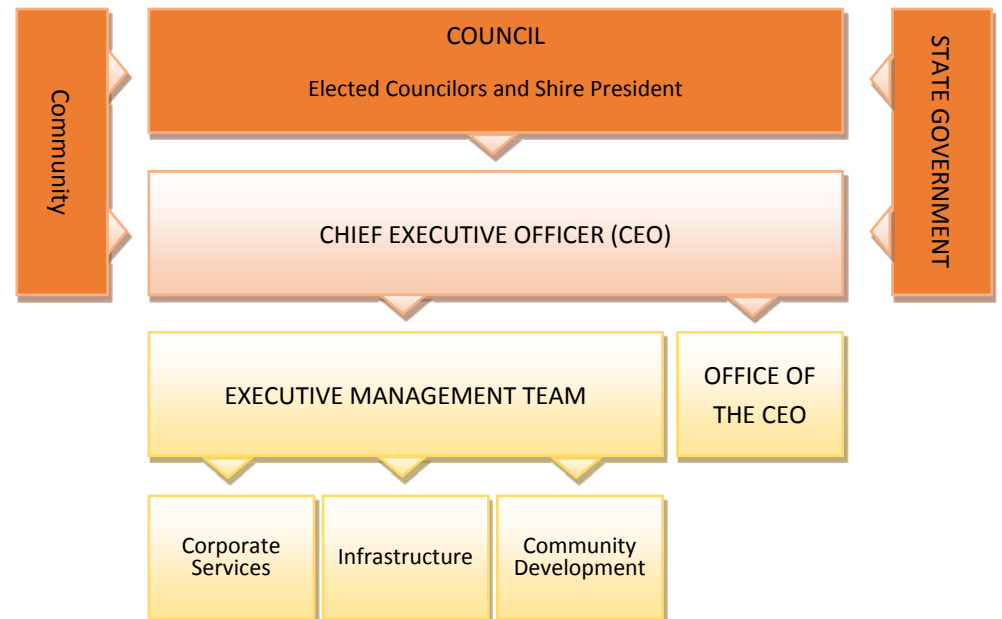 COUNCIL
Elected Councilors and Shire President
Community
STATE GOVERNMENT
CHIEF EXECUTIVE OFFICER (CEO)
EXECUTIVE MANAGEMENT TEAM
OFFICE OF
THE CEO
Corporate
Services
Infrastructure
Community
Development